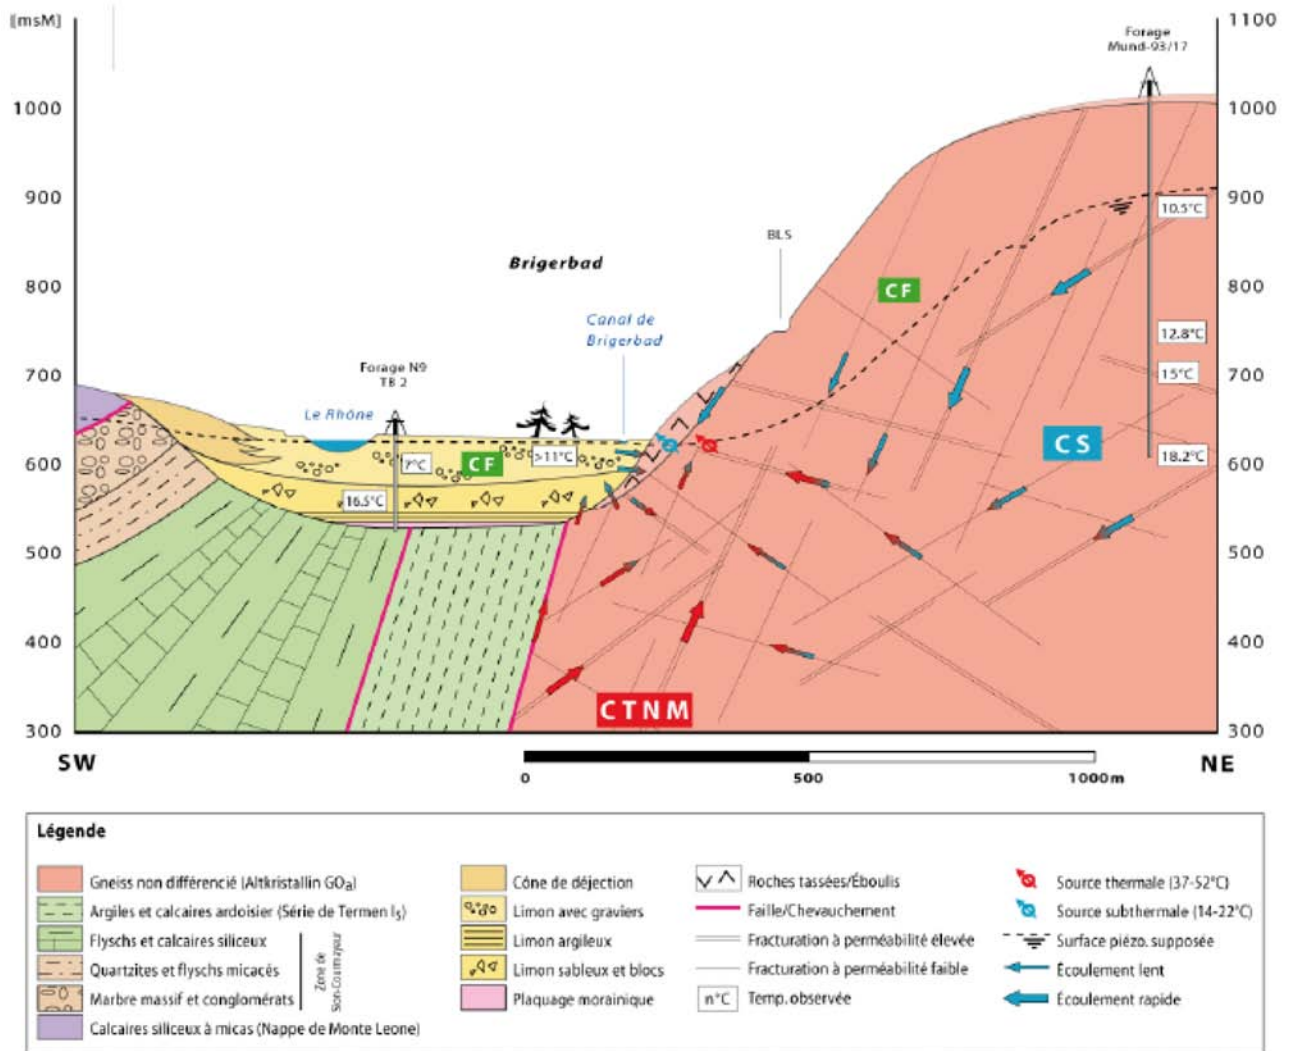 [msM]
1100
Forage
Mund-93/17
1000
1000
900
900
10.5°C
BLS
Brigerbad
CF
800
800
Canal de
Brigerbad
12.8°C
700
Forage N9
TB 2
15°C
700
Le Rhône
CS
600
7°C
CF
>11°C
18.2°C
600
16.5°C
500
500
400
400
CTNM
300
300
SW
NE
0
500
1000m
Légende
Gneiss non différencié (Altkristallin GOa)
Argiles et calcaires ardoisier (Série de Termen I5)
Flyschs et calcaires siliceux
Quartzites et flyschs micacés
Marbre massif et conglomérats
Zone de
Sion-Courmayeur
Calcaires siliceux à micas (Nappe de Monte Leone)
Cône de déjection
Limon avec graviers
Limon argileux
Limon sableux et blocs
Plaquage morainique
Roches tassées/Éboulis
Faille/Chevauchement
Fracturation à perméabilité élevée
Fracturation à perméabilité faible
n°C
Temp. observée
Source thermale (37-52°C)
Source subthermale (14-22°C)
Surface piézo. supposée
Écoulement lent
Écoulement rapide